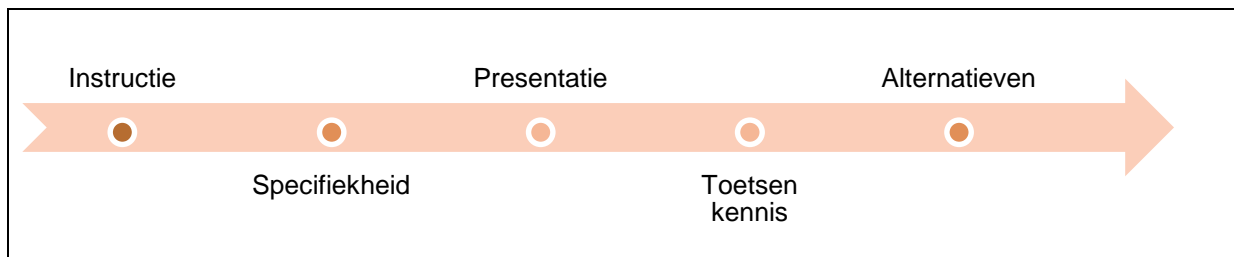 Instructie
Specifiekheid
Presentatie
Toetsen
kennis
Alternatieven